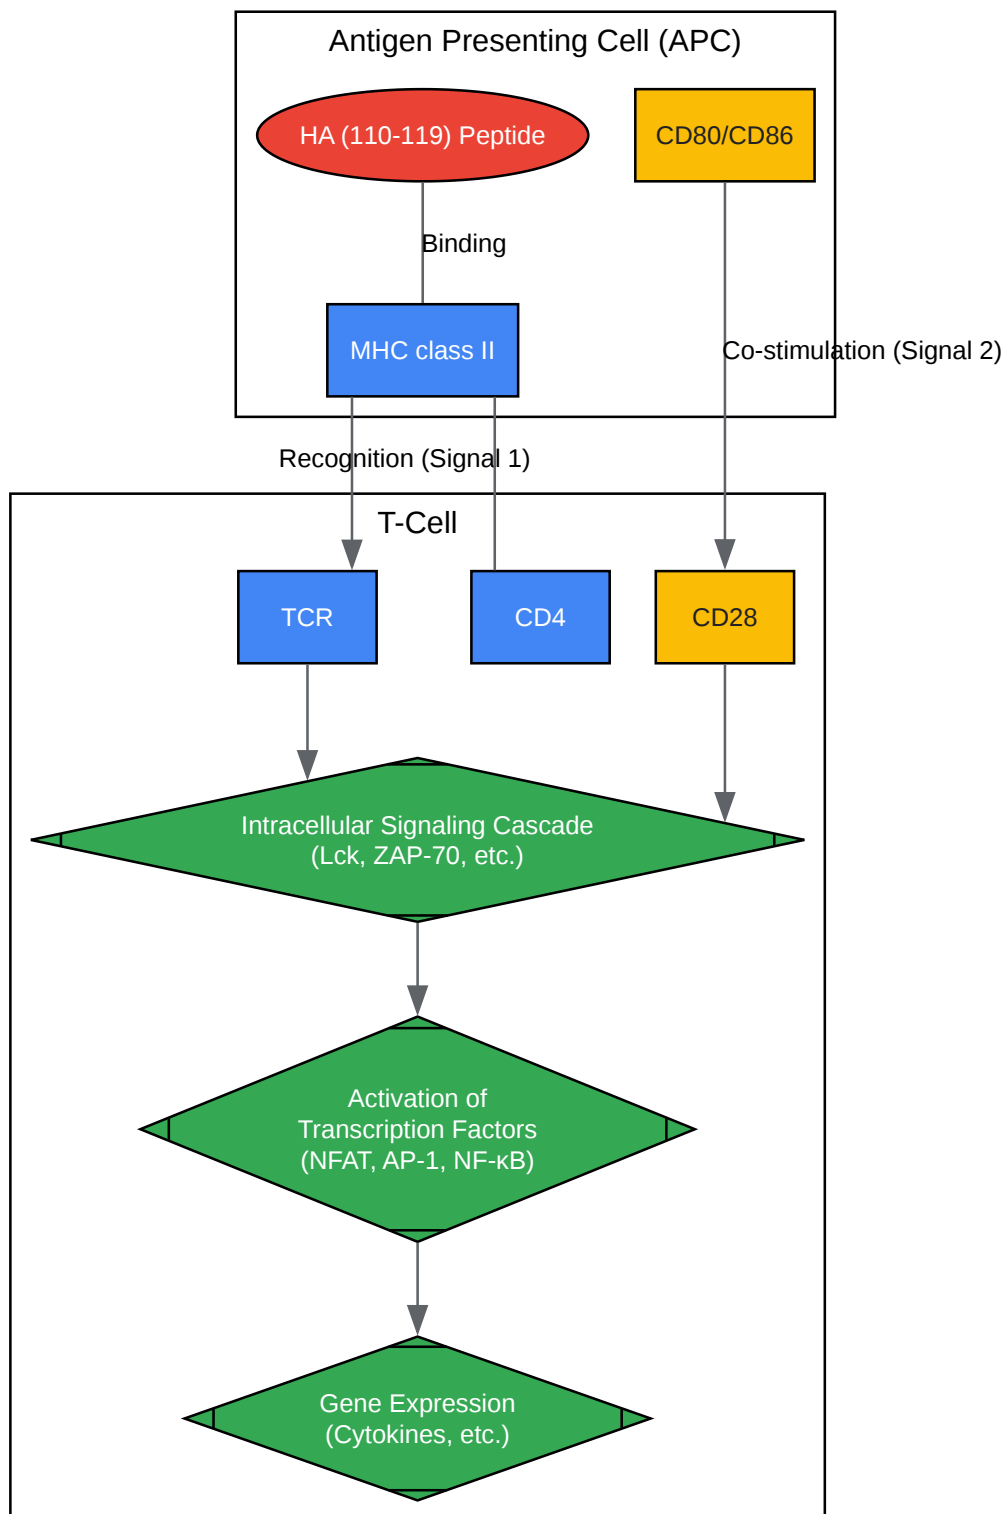 Antigen Presenting Cell (APC)
HA (110-119) Peptide
CD80/CD86
Binding
MHC class II
Co-stimulation (Signal 2)
Recognition (Signal 1)
T-Cell
TCR
CD4
CD28
Intracellular Signaling Cascade
(Lck, ZAP-70, etc.)
Activation of
Transcription Factors
(NFAT, AP-1, NF-κB)
Gene Expression
(Cytokines, etc.)